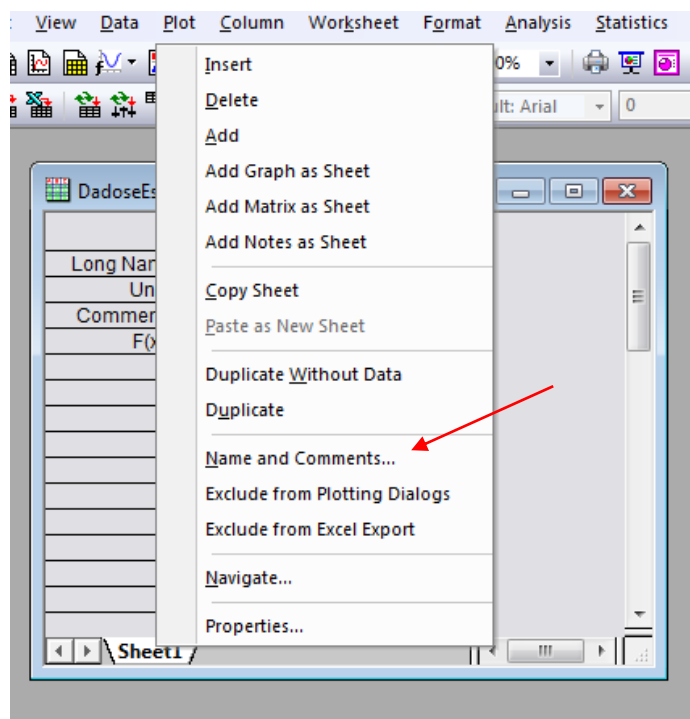 View Data Plot Column Worksheet Format Analysis Statistics
0%
ult: Arial 0
DadoseEs
Long Nar
Un
Commer
F(x
Insert
Delete
Add
Add Graph as Sheet
Add Matrix as Sheet
Add Notes as Sheet
Copy Sheet
Paste as New Sheet
Duplicate Without Data
Duplicate
Name and Comments...
Exclude from Plotting Dialogs
Exclude from Excel Export
Navigate...
Properties...
Sheet1